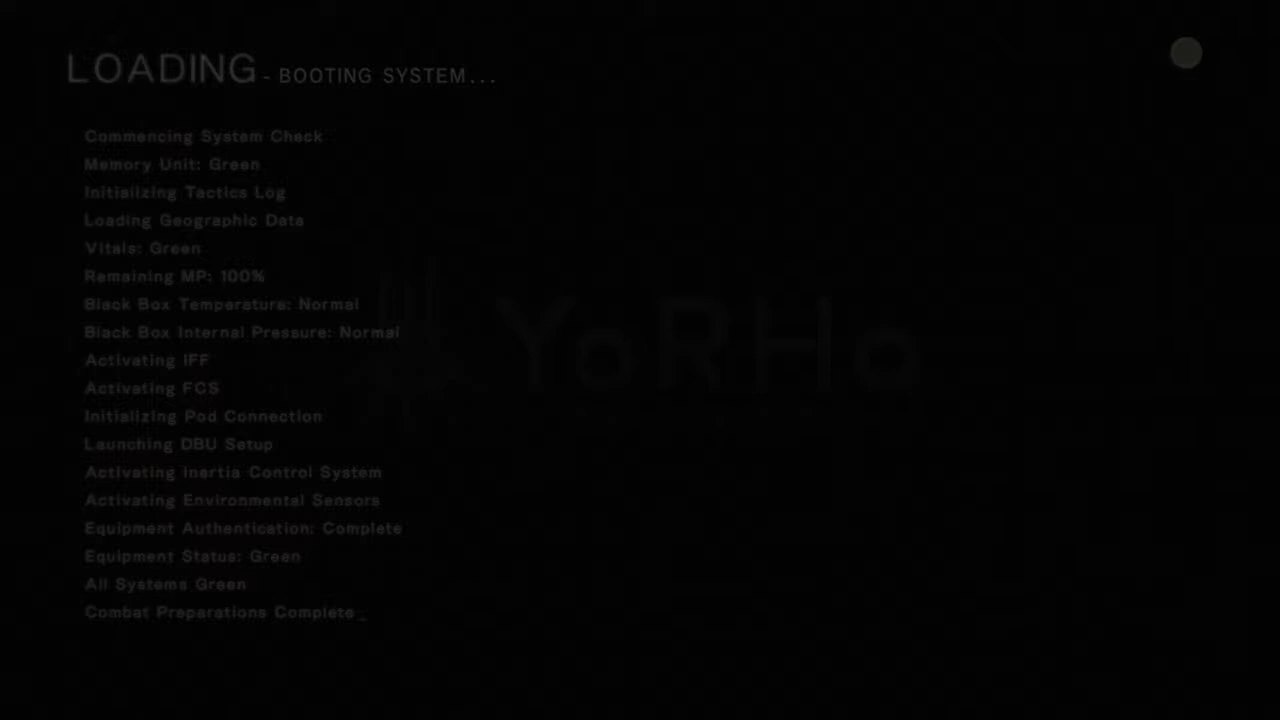 LOADING - BOOTING SYSTEM...
Commencing System Check
Memory Unit: Green
Initializing Tactics Log
Loading Geographic Data
Vitals: Green
Remaining MP: 100%
Black Box Temperature: Normal
Black Box Internal Pressure: Normal
Activating IFF
Activating FCS
Initializing Pod Connection
Launching DBU Setup
Activating Inertia Control System
Activating Environmental Sensors
Equipment Authentication: Complete
Equipment Status: Green
All Systems Green
Combat Preparations Complete _
YoRHa